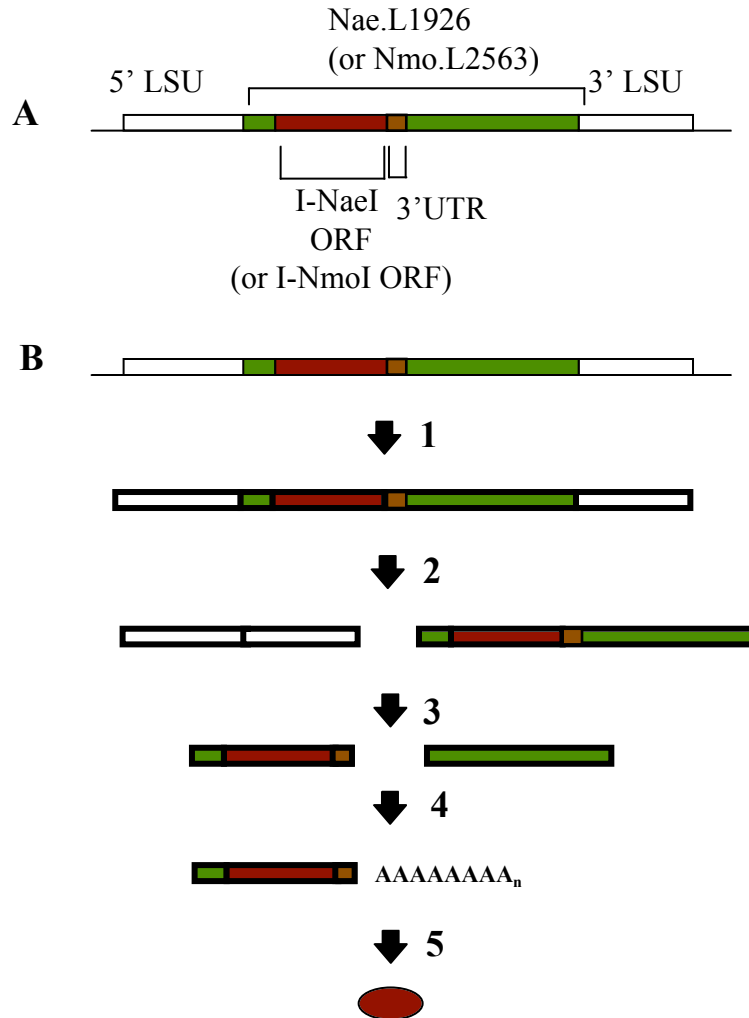 Nae.L1926
(or Nmo.L2563)
5’ LSU
3’ LSU
A
I-NaeI
ORF
(or I-NmoI ORF)
3’UTR
B
1
2
3
4
AAAAAAAAn
5